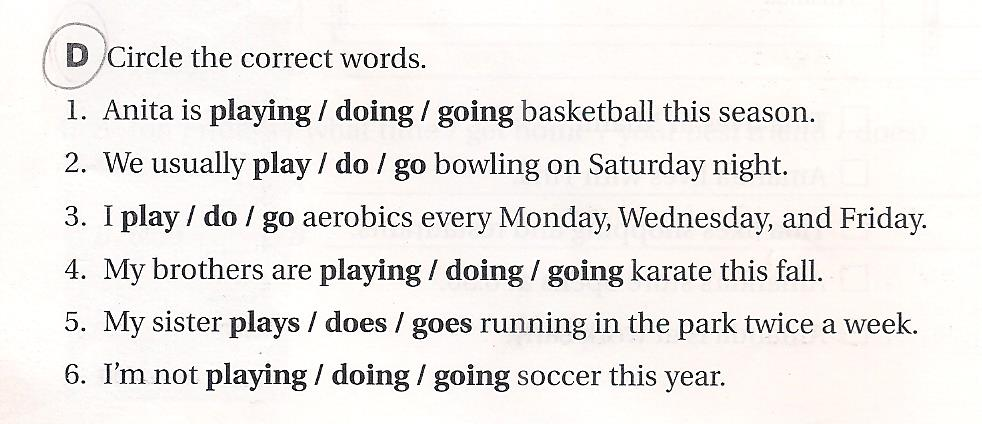 D Circle the correct words.
1. Anita is playing / doing / going basketball this season.
2. We usually play / do / go bowling on Saturday night.
3. I play / do / go aerobics every Monday, Wednesday, and Friday.
4. My brothers are playing / doing / going karate this fall.
5. My sister plays / does / goes running in the park twice a week.
6. I'm not playing / doing / going soccer this year.